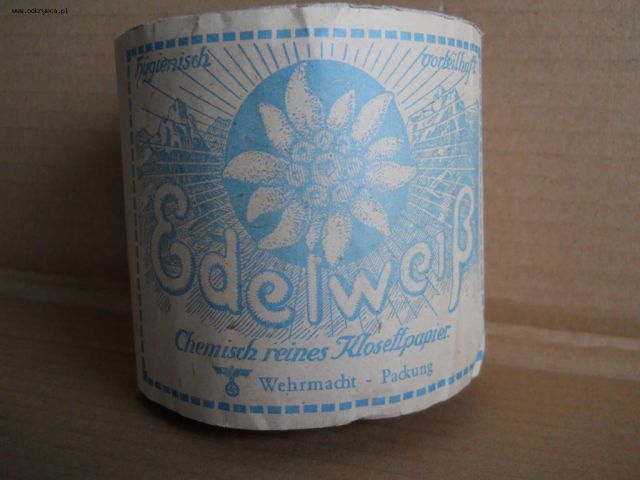 www.odkrywca.pl
hygienisch vorteilhaft
Edelweiß
Chemisch reines Klosettpapier.
Wehrmacht - Packung